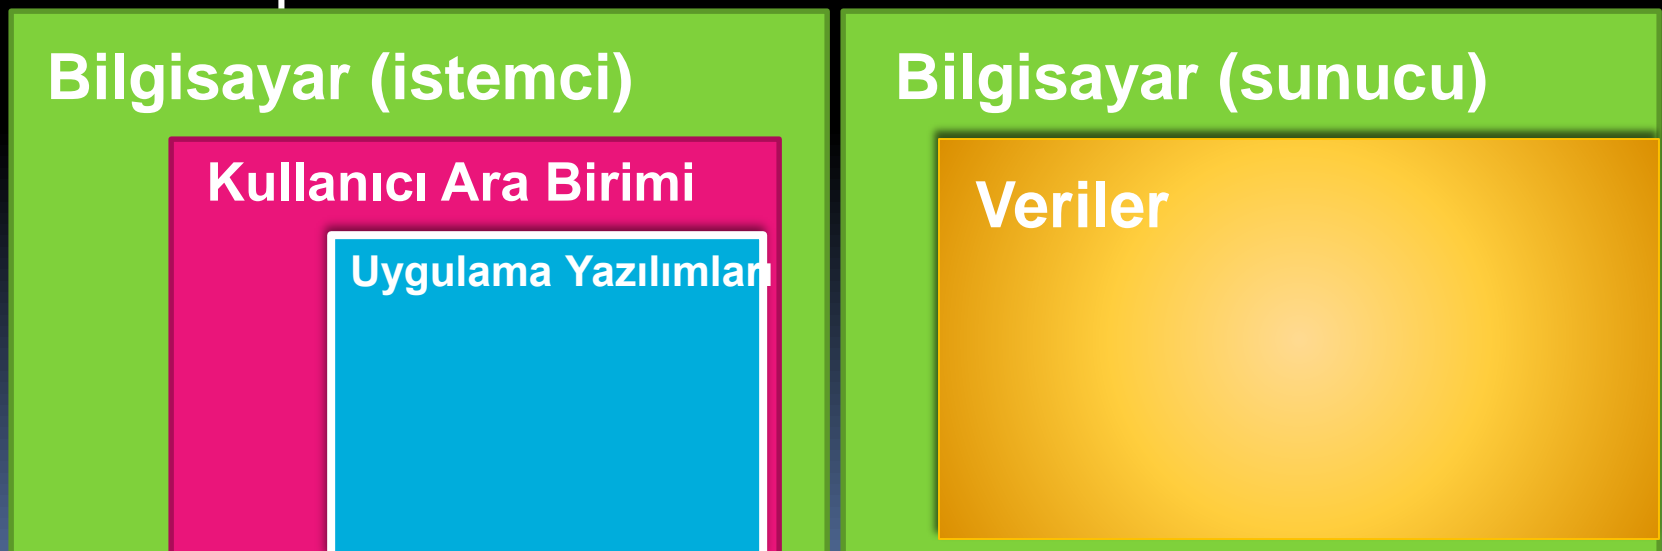 Bilgisayar (istemci)
Kullanıcı Ara Birimi
Uygulama Yazılımları
Bilgisayar (sunucu)
Veriler